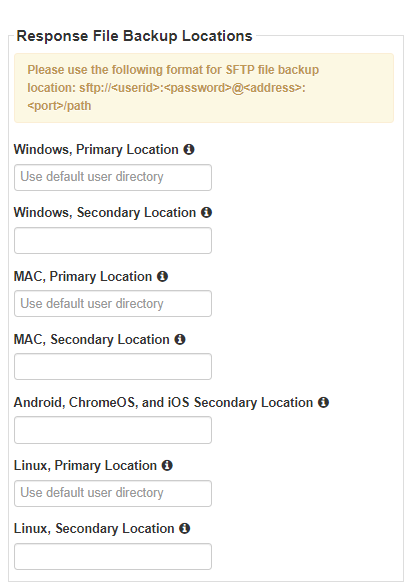 Response File Backup Locations
Please use the following format for SFTP file backup
location: sftp://<userid>:<password>@<address>:
<port>/path
Windows, Primary Location
Use default user directory
Windows, Secondary Location
MAC, Primary Location
Use default user directory
MAC, Secondary Location
Android, ChromeOS, and iOS Secondary Location
Linux, Primary Location
Use default user directory
Linux, Secondary Location